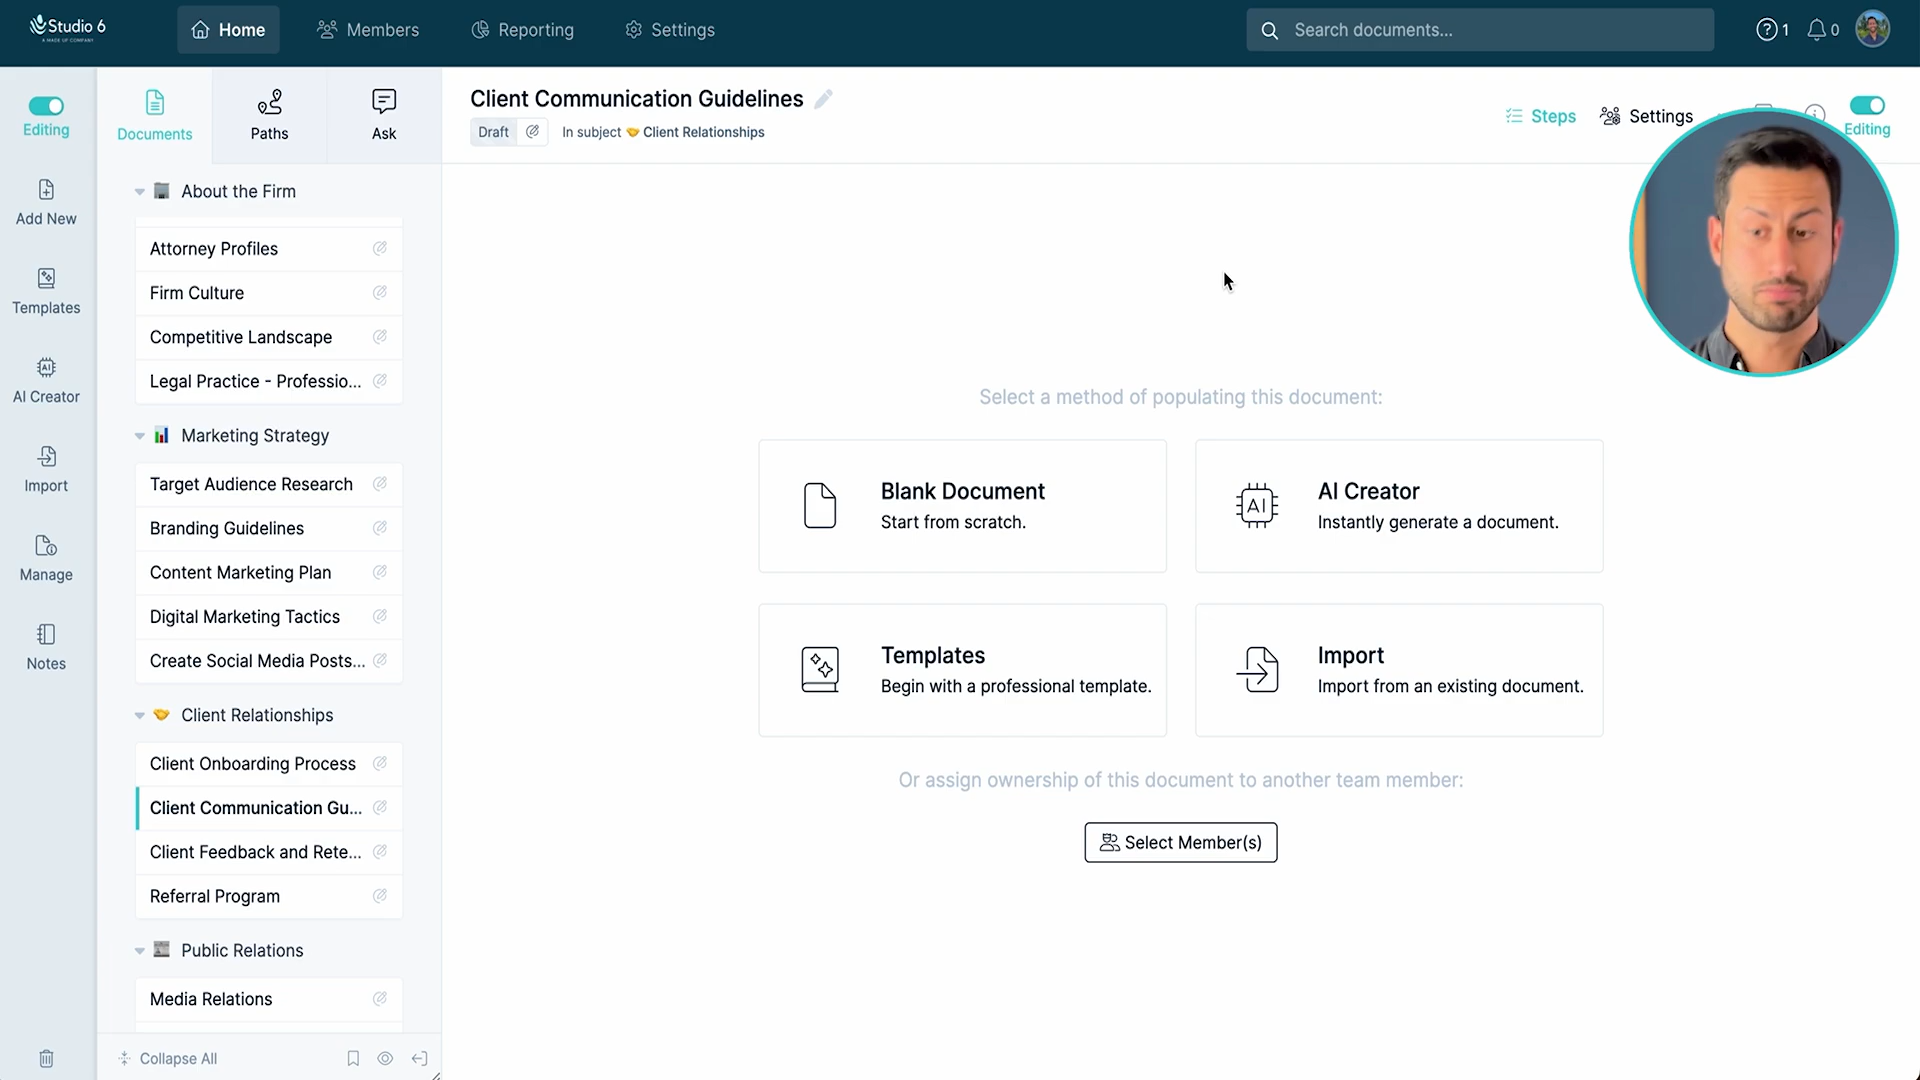 Studio 6
A MADE UP COMPANY
Home
Members
Reporting
Settings
Search documents...
1
0
Editing
Add New
Templates
AI
AI Creator
Import
Manage
Notes
Documents
Paths
Ask
About the Firm
Attorney Profiles
Firm Culture
Competitive Landscape
Legal Practice - Professio...
Marketing Strategy
Target Audience Research
Branding Guidelines
Content Marketing Plan
Digital Marketing Tactics
Create Social Media Posts...
Client Relationships
Client Onboarding Process
Client Communication Gu...
Client Feedback and Rete...
Referral Program
Public Relations
Media Relations
Collapse All
Client Communication Guidelines
Draft
In subject Client Relationships
Steps
Settings
Editing
Select a method of populating this document:
Blank Document
Start from scratch.
AI
AI Creator
Instantly generate a document.
Templates
Begin with a professional template.
Import
Import from an existing document.
Or assign ownership of this document to another team member:
Select Member(s)